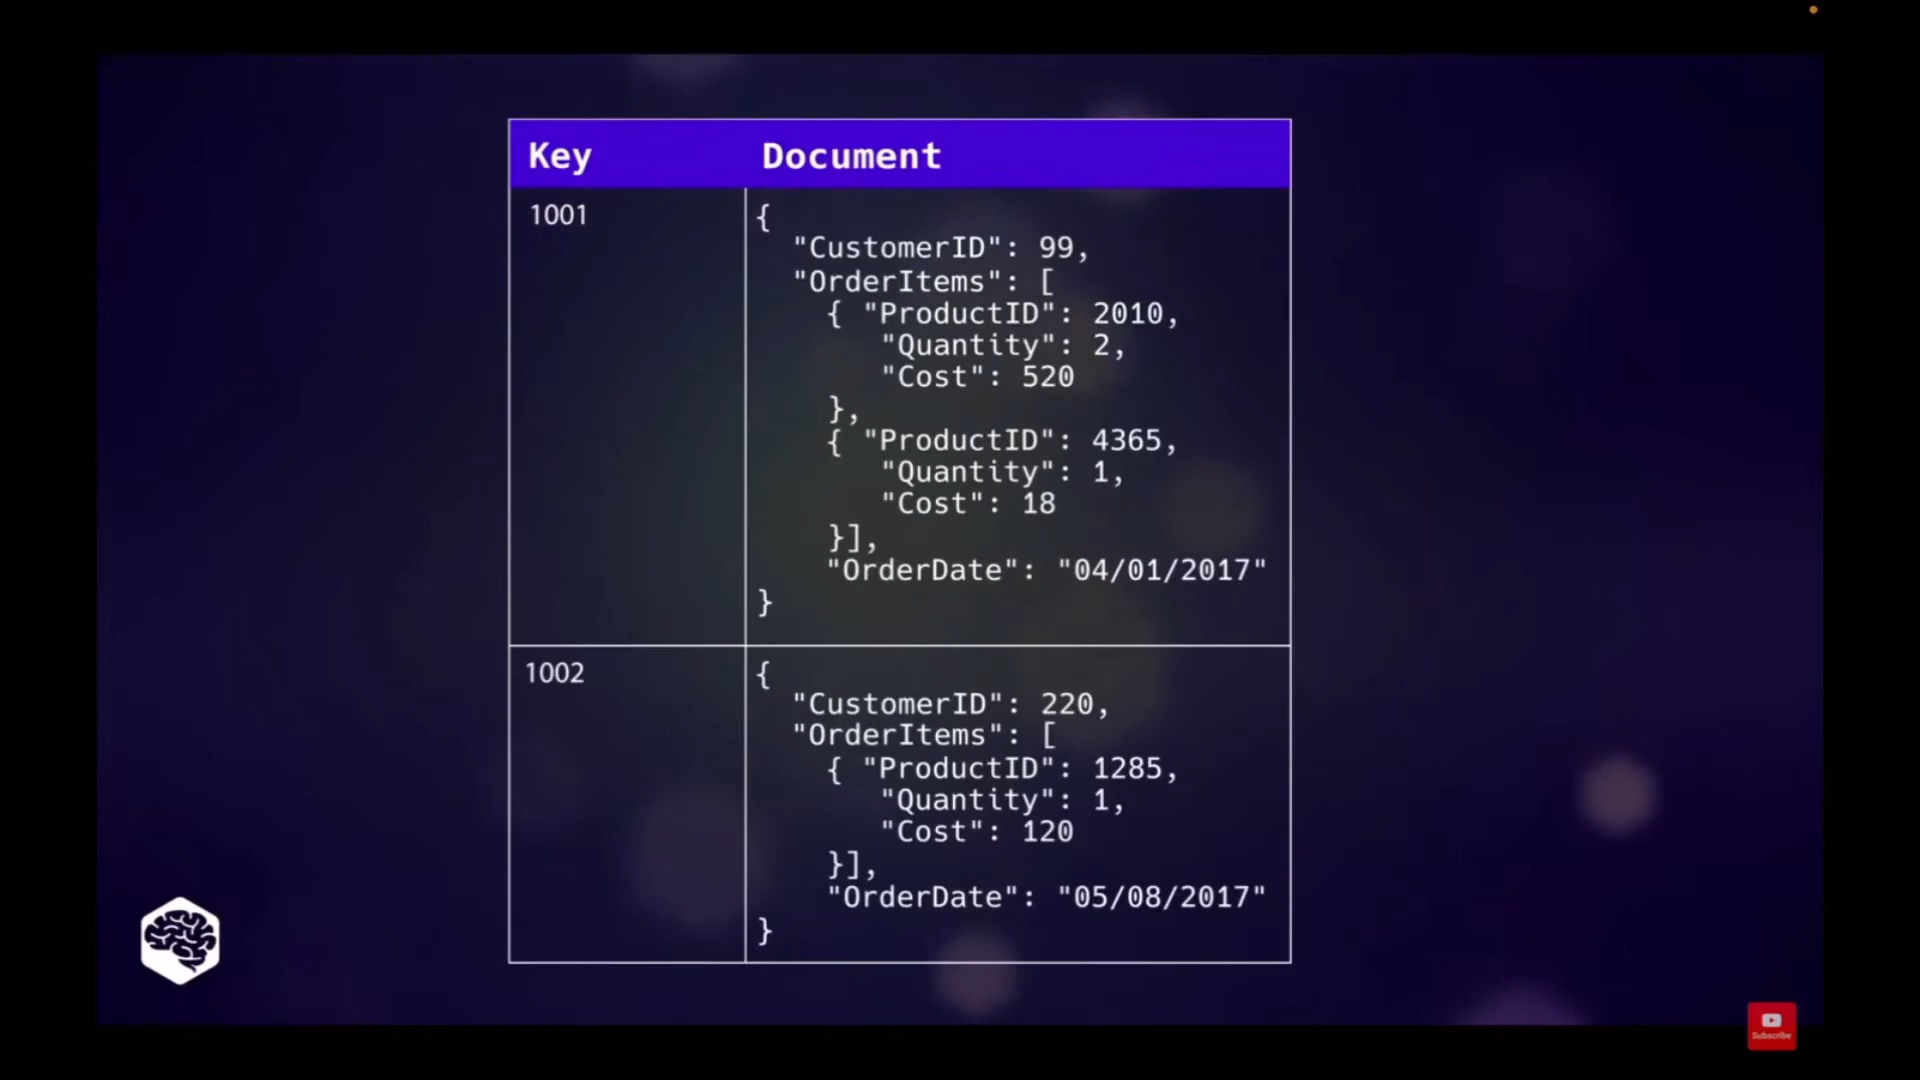 Key Document
1001 {
"CustomerID": 99,
"OrderItems": [
{ "ProductID": 2010,
"Quantity": 2,
"Cost": 520
},
{ "ProductID": 4365,
"Quantity": 1,
"Cost": 18
}],
"OrderDate": "04/01/2017"
}
1002 {
"CustomerID": 220,
"OrderItems": [
{ "ProductID": 1285,
"Quantity": 1,
"Cost": 120
}],
"OrderDate": "05/08/2017"
}
Subscribe